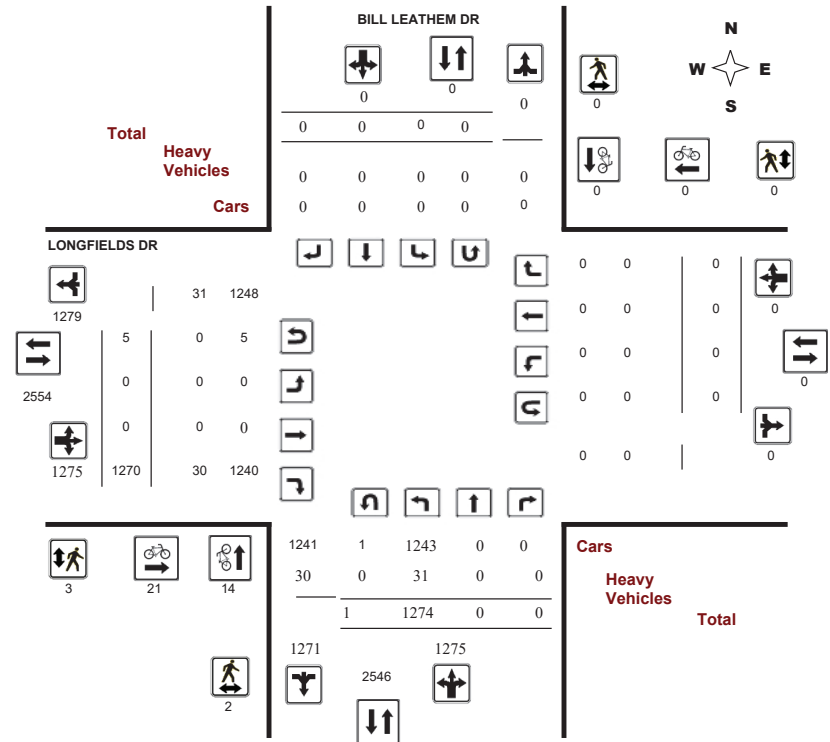 BILL LEATHEM DR
N
W E
S
0 0 0 0
Total 0 0 0 0
Heavy
Vehicles 0 0 0 0 0
Cars 0 0 0 0 0
0 0 0
LONGFIELDS DR
1279 31 1248
5 0 5
2554 0 0 0
0 0 0
1275 1270 30 1240
0 0 0
0 0 0 0
0 0 0 0
0 0 0
0 0 0
1241 1 1243 0 0
30 0 31 0 0
1 1274 0 0
1271 1275
2546
3 21 14
2
Cars
Heavy
Vehicles
Total